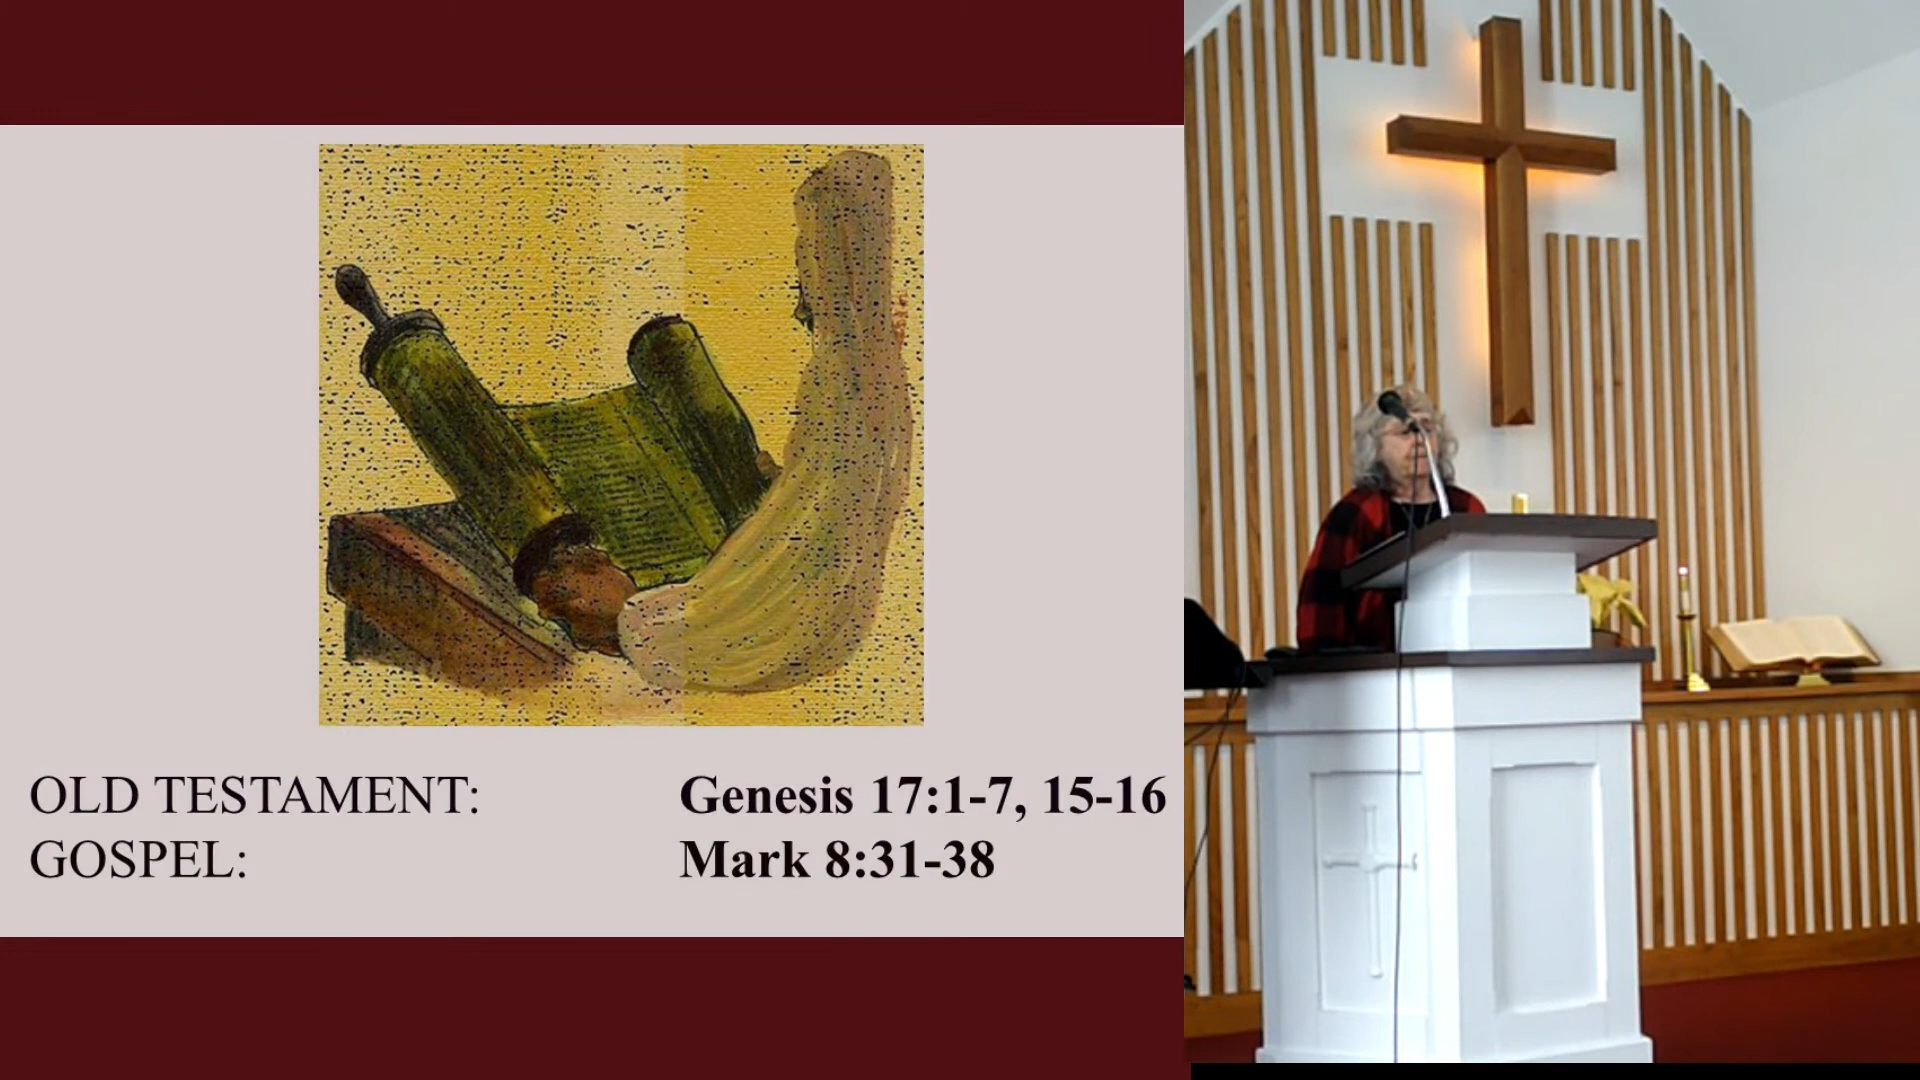 OLD TESTAMENT: Genesis 17:1-7, 15-16
GOSPEL: Mark 8:31-38